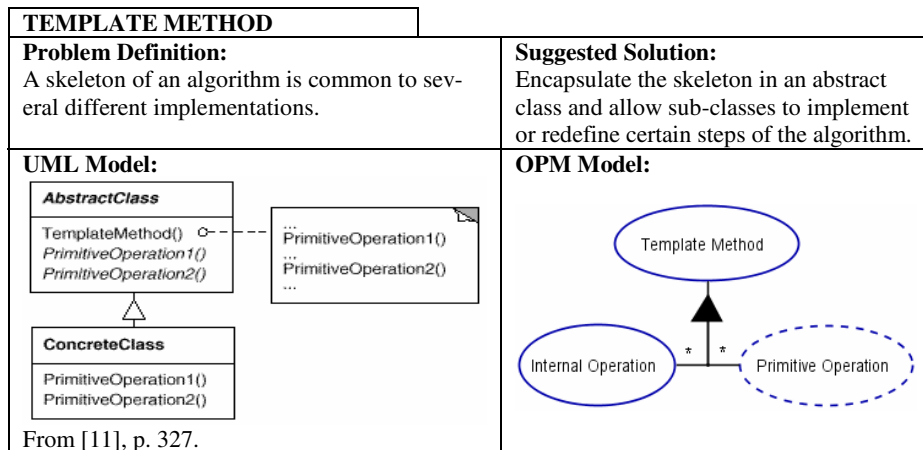 TEMPLATE METHOD
Problem Definition:
A skeleton of an algorithm is common to sev-
eral different implementations.
Suggested Solution:
Encapsulate the skeleton in an abstract
class and allow sub-classes to implement
or redefine certain steps of the algorithm.
UML Model:
AbstractClass
TemplateMethod()
PrimitiveOperation1()
PrimitiveOperation2()
...
PrimitiveOperation1()
...
PrimitiveOperation2()
...
ConcreteClass
PrimitiveOperation1()
PrimitiveOperation2()
From [11], p. 327.
OPM Model:
Template Method
* *
Internal Operation
Primitive Operation